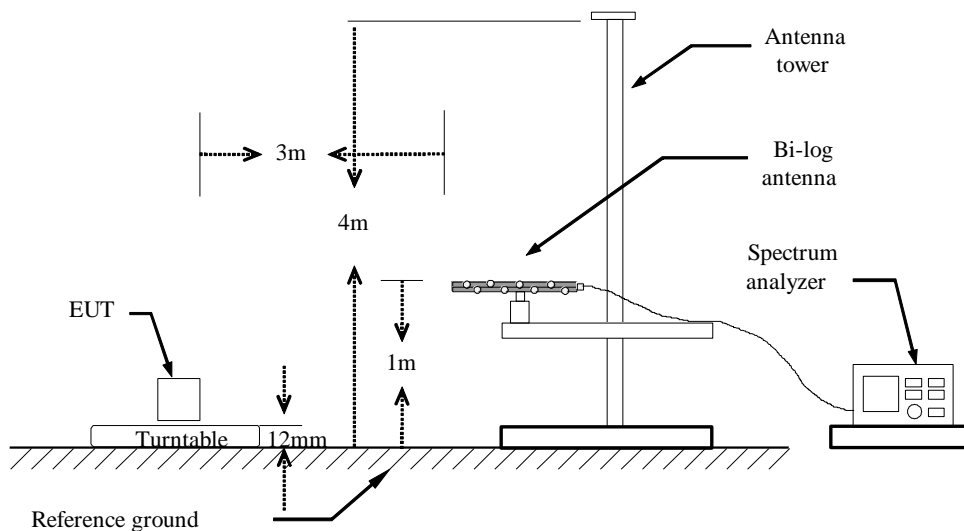 Antenna
tower
3m
Bi-log
antenna
4m
Spectrum
analyzer
EUT
1m
Turntable
12mm
Reference ground